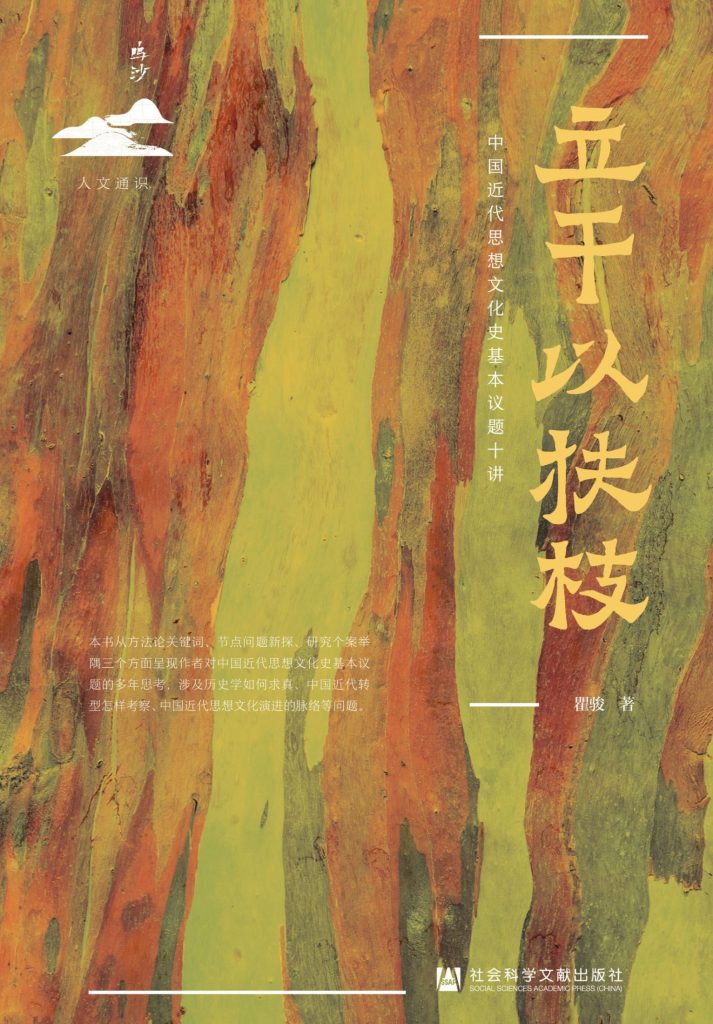 鸣沙
人文通识
立干以扶枝
中国近代思想文化史基本议题十讲
本书从方法论关键词、节点问题新探、研究个案举
隅三个方面呈现作者对中国近代思想文化史基本议
题的多年思考，涉及历史学如何求真、中国近代转
型怎样考察、中国近代思想文化演进的脉络等问题。
瞿骏 著
SSAP
社会科学文献出版社
SOCIAL SCIENCES ACADEMIC PRESS (CHINA)